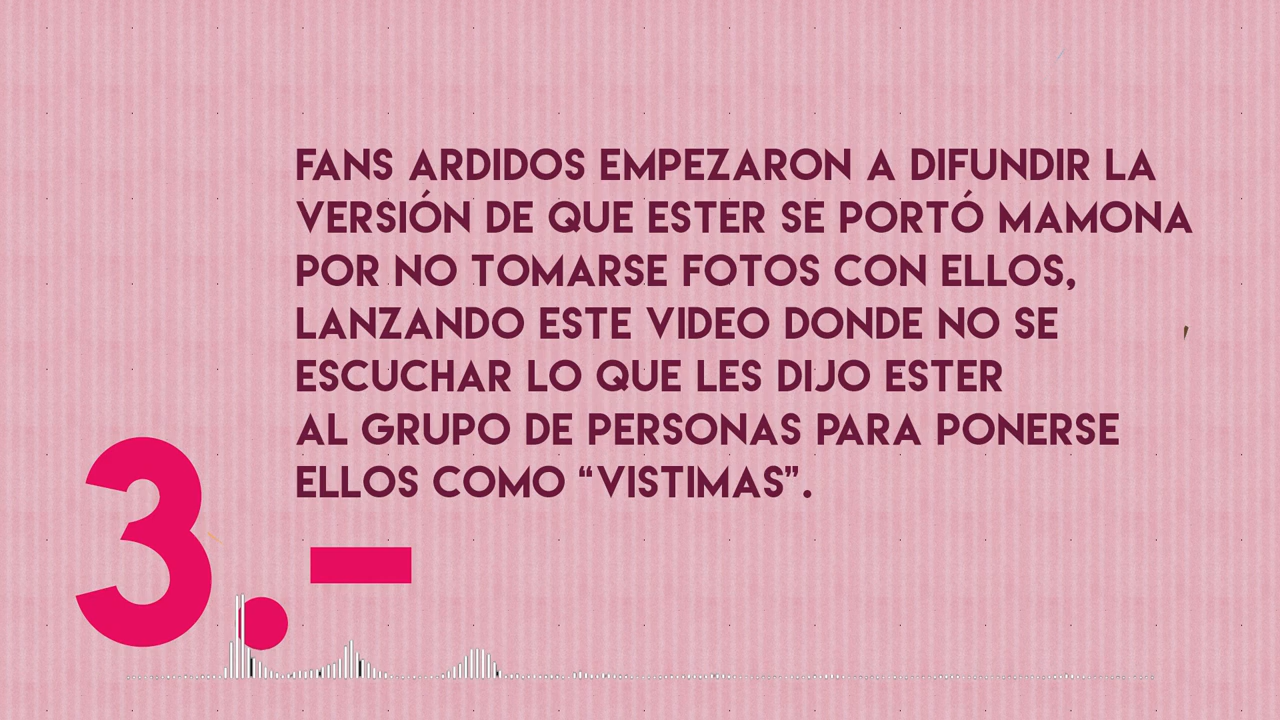 FANS ARDIDOS EMPEZARON A DIFUNDIR LA
VERSIÓN DE QUE ESTER SE PORTÓ MAMONA
POR NO TOMARSE FOTOS CON ELLOS,
LANZANDO ESTE VIDEO DONDE NO SE
ESCUCHAR LO QUE LES DIJO ESTER
AL GRUPO DE PERSONAS PARA PONERSE
ELLOS COMO “VISTIMAS”.
3.-